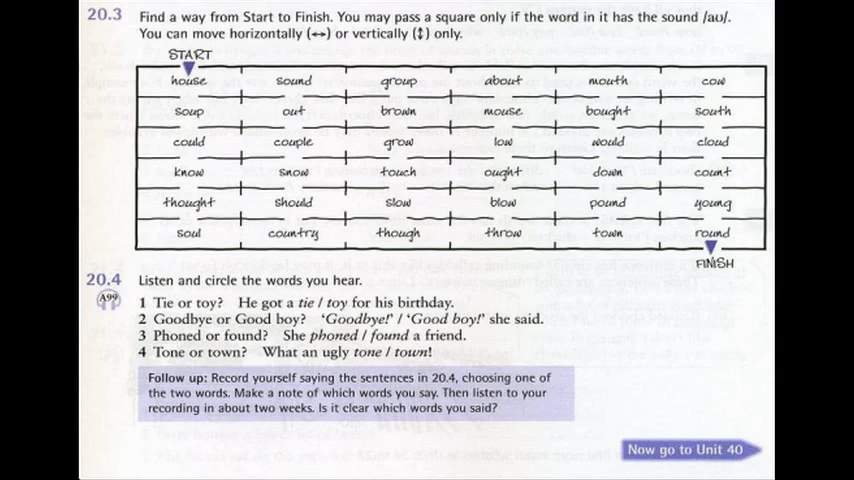 20.3 Find a way from Start to Finish. You may pass a square only if the word in it has the sound /aʊ/.
You can move horizontally (↔) or vertically (↕) only.
START
house sound group about mouth cow
soup out brown mouse bought south
could couple grow low would cloud
know snow touch ought down count
thought should slow blow pound young
soul country though throw town round
FINISH
20.4 Listen and circle the words you hear.
A99
1 Tie or toy? He got a tie / toy for his birthday.
2 Goodbye or Good boy? 'Goodbye!' / 'Good boy!' she said.
3 Phoned or found? She phoned / found a friend.
4 Tone or town? What an ugly tone / town!
Follow up: Record yourself saying the sentences in 20.4, choosing one of
the two words. Make a note of which words you say. Then listen to your
recording in about two weeks. Is it clear which words you said?
Now go to Unit 40